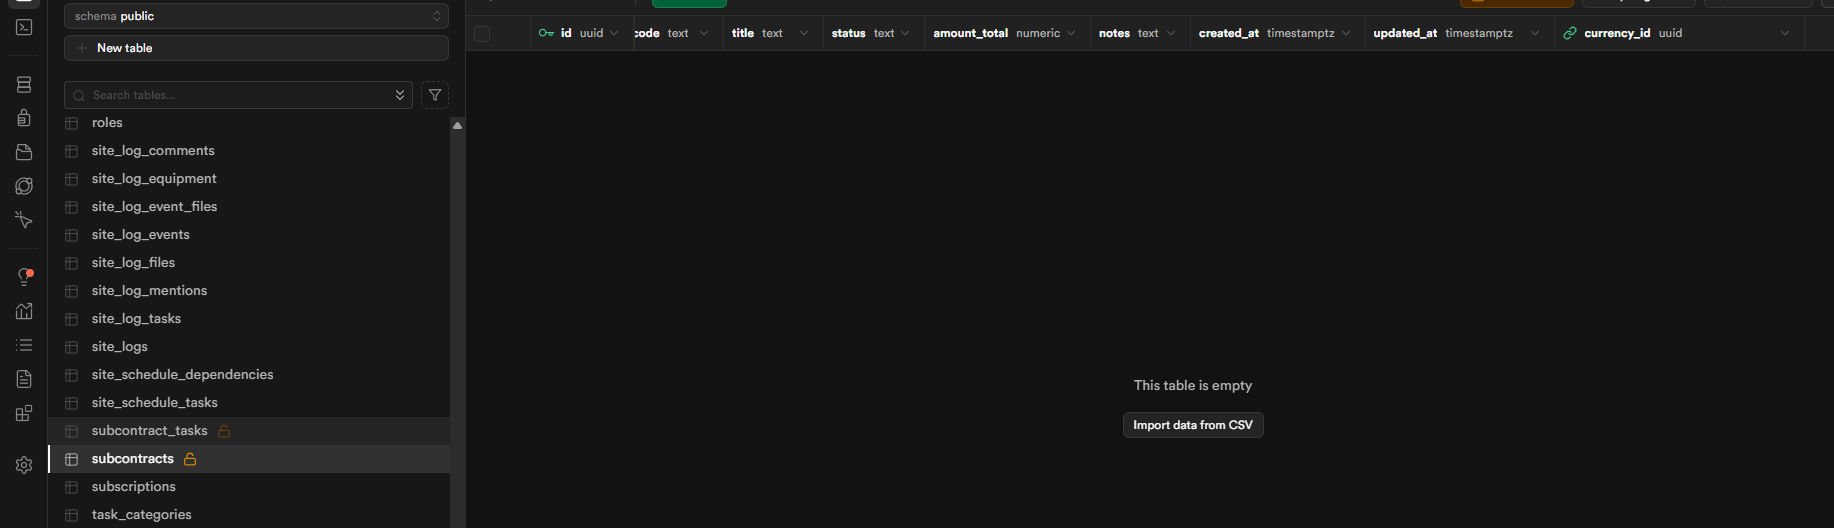 schema public
New table
Search tables...
roles
site_log_comments
site_log_equipment
site_log_event_files
site_log_events
site_log_files
site_log_mentions
site_log_tasks
site_logs
site_schedule_dependencies
site_schedule_tasks
subcontract_tasks
subcontracts
subscriptions
task_categories
id uuid code text title text status text amount_total numeric notes text created_at timestamptz updated_at timestamptz currency_id uuid
This table is empty
Import data from CSV